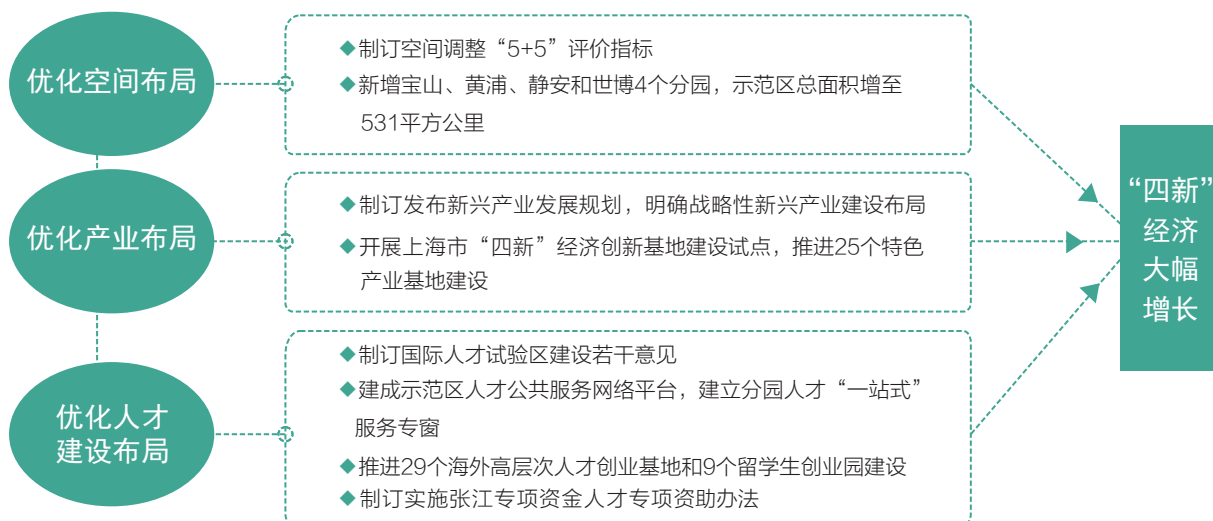 优化空间布局
◆制订空间调整“5+5”评价指标
◆新增宝山、黄浦、静安和世博4个分园，示范区总面积增至
531平方公里
优化产业布局
◆制订发布新兴产业发展规划，明确战略性新兴产业建设布局
◆开展上海市“四新”经济创新基地建设试点，推进25个特色
产业基地建设
优化人才
建设布局
◆制订国际人才试验区建设若干意见
◆建成示范区人才公共服务网络平台，建立分园人才“一站式”
服务专窗
◆推进29个海外高层次人才创业基地和9个留学生创业园建设
◆制订实施张江专项资金人才专项资助办法
“四新”
经济
大幅
增长